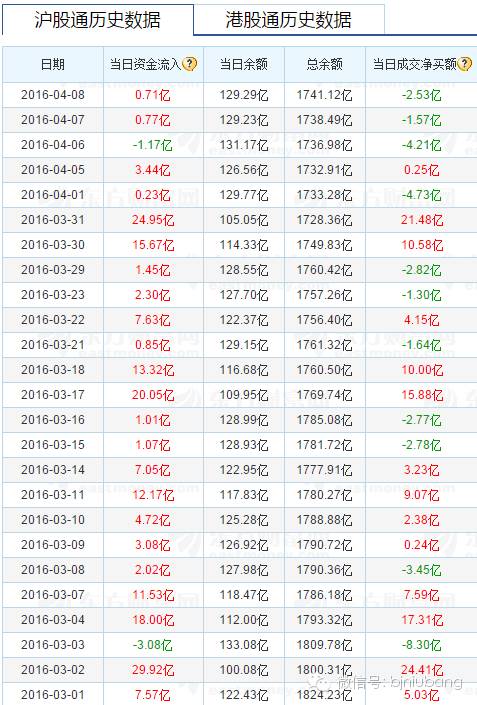 沪股通历史数据 港股通历史数据
日期 当日资金流入 当日余额 总余额 当日成交净买额
2016-04-08 0.71亿 129.29亿 1741.12亿 -2.53亿
2016-04-07 0.77亿 129.23亿 1738.49亿 -1.57亿
2016-04-06 -1.17亿 131.17亿 1736.98亿 -4.21亿
2016-04-05 3.44亿 126.56亿 1732.91亿 0.25亿
2016-04-01 0.23亿 129.77亿 1733.28亿 -4.73亿
2016-03-31 24.95亿 105.05亿 1728.36亿 21.48亿
2016-03-30 15.67亿 114.33亿 1749.83亿 10.58亿
2016-03-29 1.45亿 128.55亿 1760.42亿 -2.82亿
2016-03-23 2.30亿 127.70亿 1757.26亿 -1.30亿
2016-03-22 7.63亿 122.37亿 1756.40亿 4.15亿
2016-03-21 0.85亿 129.15亿 1761.32亿 -1.64亿
2016-03-18 13.32亿 116.68亿 1760.50亿 10.00亿
2016-03-17 20.05亿 109.95亿 1769.74亿 15.88亿
2016-03-16 1.01亿 128.99亿 1785.08亿 -2.77亿
2016-03-15 1.07亿 128.93亿 1781.72亿 -2.78亿
2016-03-14 7.05亿 122.95亿 1777.91亿 3.23亿
2016-03-11 12.17亿 117.83亿 1780.27亿 9.07亿
2016-03-10 4.72亿 125.28亿 1788.88亿 2.38亿
2016-03-09 3.08亿 126.92亿 1790.72亿 0.24亿
2016-03-08 2.02亿 127.98亿 1790.36亿 -3.45亿
2016-03-07 11.53亿 118.47亿 1786.18亿 7.59亿
2016-03-04 18.00亿 112.00亿 1793.32亿 17.31亿
2016-03-03 -3.08亿 133.08亿 1809.78亿 -8.30亿
2016-03-02 29.92亿 100.08亿 1800.31亿 24.41亿
微信号: bjniubang
2016-03-01 7.57亿 122.43亿 1824.23亿 5.03亿